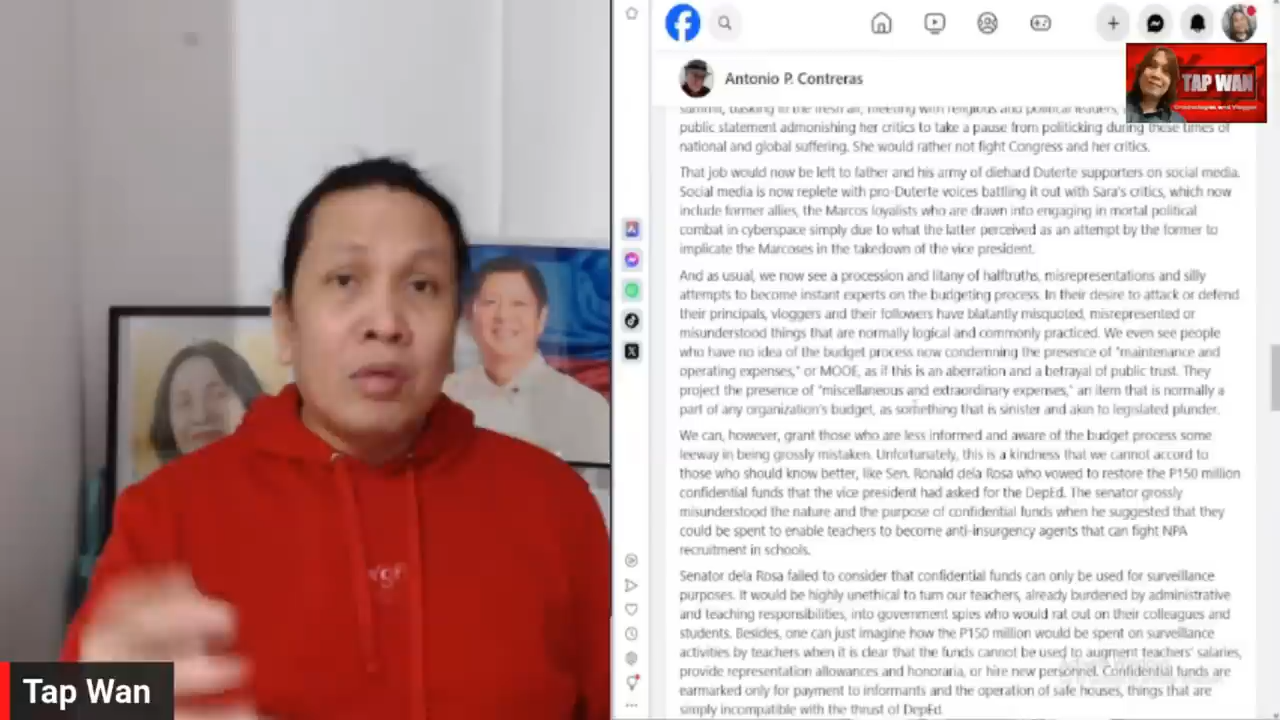 Antonio P. Contreras
TAP WAN
summit, basking in the fresh air, meeting with religious and political leaders,
public statement admonishing her critics to take a pause from politicking during these times of
national and global suffering. She would rather not fight Congress and her critics.
That job would now be left to father and his army of diehard Duterte supporters on social media.
Social media is now replete with pro-Duterte voices battling it out with Sara's critics, which now
include former allies, the Marcos loyalists who are drawn into engaging in mortal political
combat in cyberspace simply due to what the latter perceived as an attempt by the former to
implicate the Marcoses in the takedown of the vice president.
And as usual, we now see a procession and litany of halftruths, misrepresentations and silly
attempts to become instant experts on the budgeting process. In their desire to attack or defend
their principals, vloggers and their followers have blatantly misquoted, misrepresented or
misunderstood things that are normally logical and commonly practiced. We even see people
who have no idea of the budget process now condemning the presence of "maintenance and
operating expenses," or MOOE, as if this is an aberration and a betrayal of public trust. They
project the presence of "miscellaneous and extraordinary expenses," an item that is normally a
part of any organization's budget, as something that is sinister and akin to legislated plunder.
We can, however, grant those who are less informed and aware of the budget process some
leeway in being grossly mistaken. Unfortunately, this is a kindness that we cannot accord to
those who should know better, like Sen. Ronald dela Rosa who vowed to restore the P150 million
confidential funds that the vice president had asked for the DepEd. The senator grossly
misunderstood the nature and the purpose of confidential funds when he suggested that they
could be spent to enable teachers to become anti-insurgency agents that can fight NPA
recruitment in schools.
Senator dela Rosa failed to consider that confidential funds can only be used for surveillance
purposes. It would be highly unethical to turn our teachers, already burdened by administrative
and teaching responsibilities, into government spies who would rat out on their colleagues and
students. Besides, one can just imagine how the P150 million would be spent on surveillance
activities by teachers when it is clear that the funds cannot be used to augment teachers' salaries,
provide representation allowances and honoraria, or hire new personnel. Confidential funds are
earmarked only for payment to informants and the operation of safe houses, things that are
simply incompatible with the thrust of DepEd.
Tap Wan